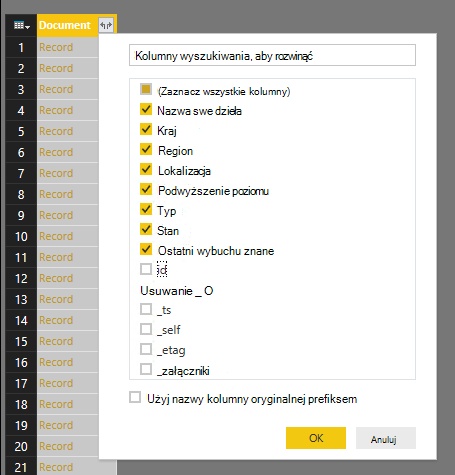 Document
Kolumny wyszukiwania, aby rozwinąć
(Zaznacz wszystkie kolumny)
Nazwa swe dzieła
Kraj
Region
Lokalizacja
Podwyższenie poziomu
Typ
Stan
Ostatni wybuchu znane
id
Usuwanie _ O
_ts
_self
_etag
_załączniki
Użyj nazwy kolumny oryginalnej prefiksem
OK
Anuluj
1 Record
2 Record
3 Record
4 Record
5 Record
6 Record
7 Record
8 Record
9 Record
10 Record
11 Record
12 Record
13 Record
14 Record
15 Record
16 Record
17 Record
18 Record
19 Record
20 Record
21 Record